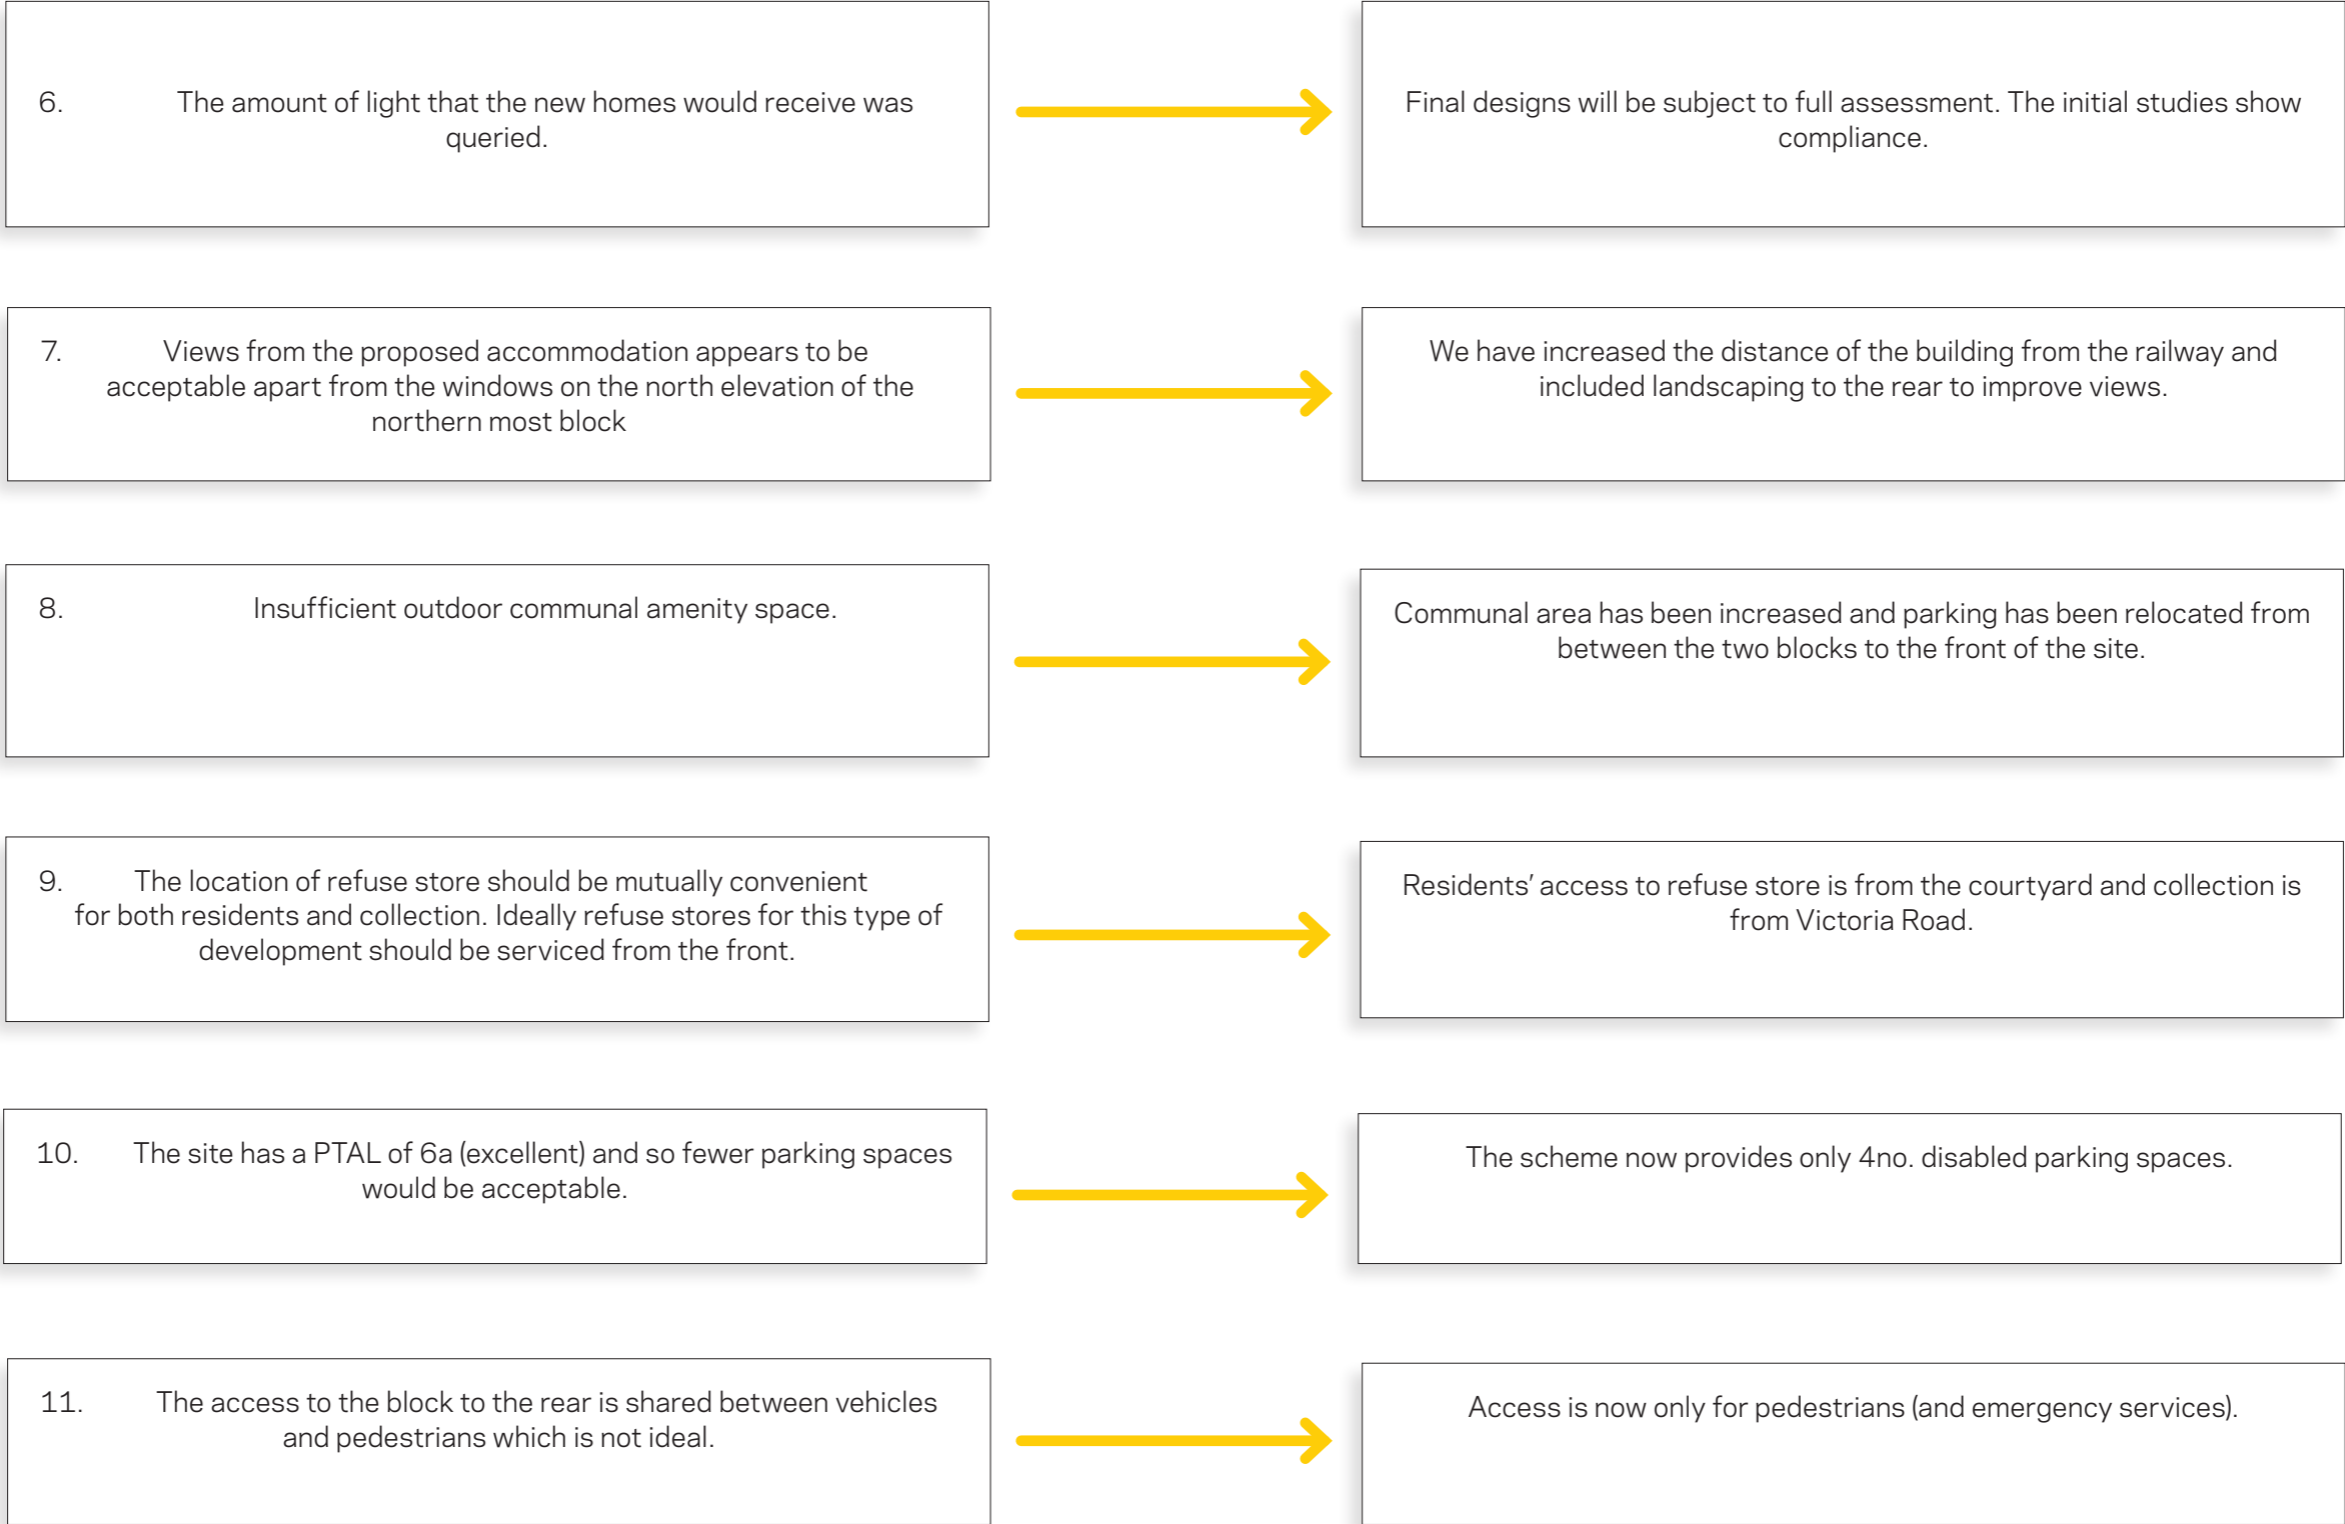 6. The amount of light that the new homes would receive was
queried.
Final designs will be subject to full assessment. The initial studies show
compliance.
7. Views from the proposed accommodation appears to be
acceptable apart from the windows on the north elevation of the
northern most block
We have increased the distance of the building from the railway and
included landscaping to the rear to improve views.
8. Insufficient outdoor communal amenity space.
Communal area has been increased and parking has been relocated from
between the two blocks to the front of the site.
9. The location of refuse store should be mutually convenient
for both residents and collection. Ideally refuse stores for this type of
development should be serviced from the front.
Residents’ access to refuse store is from the courtyard and collection is
from Victoria Road.
10. The site has a PTAL of 6a (excellent) and so fewer parking spaces
would be acceptable.
The scheme now provides only 4no. disabled parking spaces.
11. The access to the block to the rear is shared between vehicles
and pedestrians which is not ideal.
Access is now only for pedestrians (and emergency services).